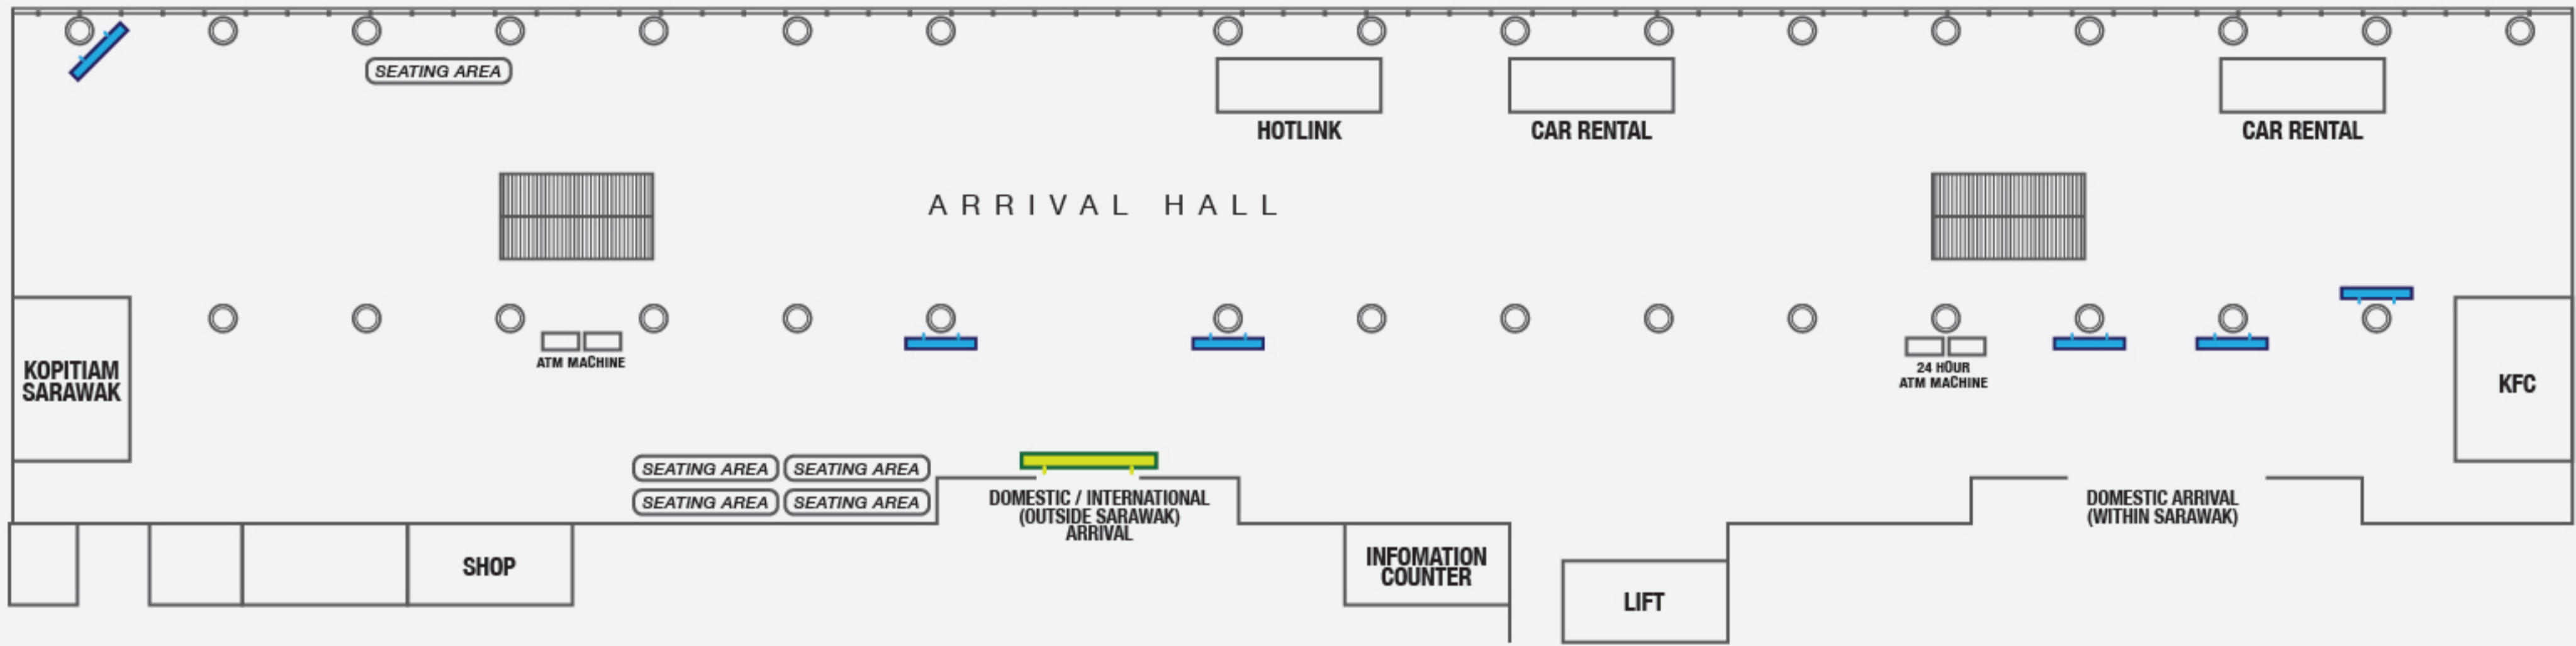 SEATING AREA
HOTLINK
CAR RENTAL
CAR RENTAL
ARRIVAL HALL
KOPITIAM
SARAWAK
ATM MACHINE
24 HOUR
ATM MACHINE
KFC
SEATING AREA
SEATING AREA
SEATING AREA
SEATING AREA
DOMESTIC / INTERNATIONAL
(OUTSIDE SARAWAK)
ARRIVAL
DOMESTIC ARRIVAL
(WITHIN SARAWAK)
SHOP
INFOMATION
COUNTER
LIFT